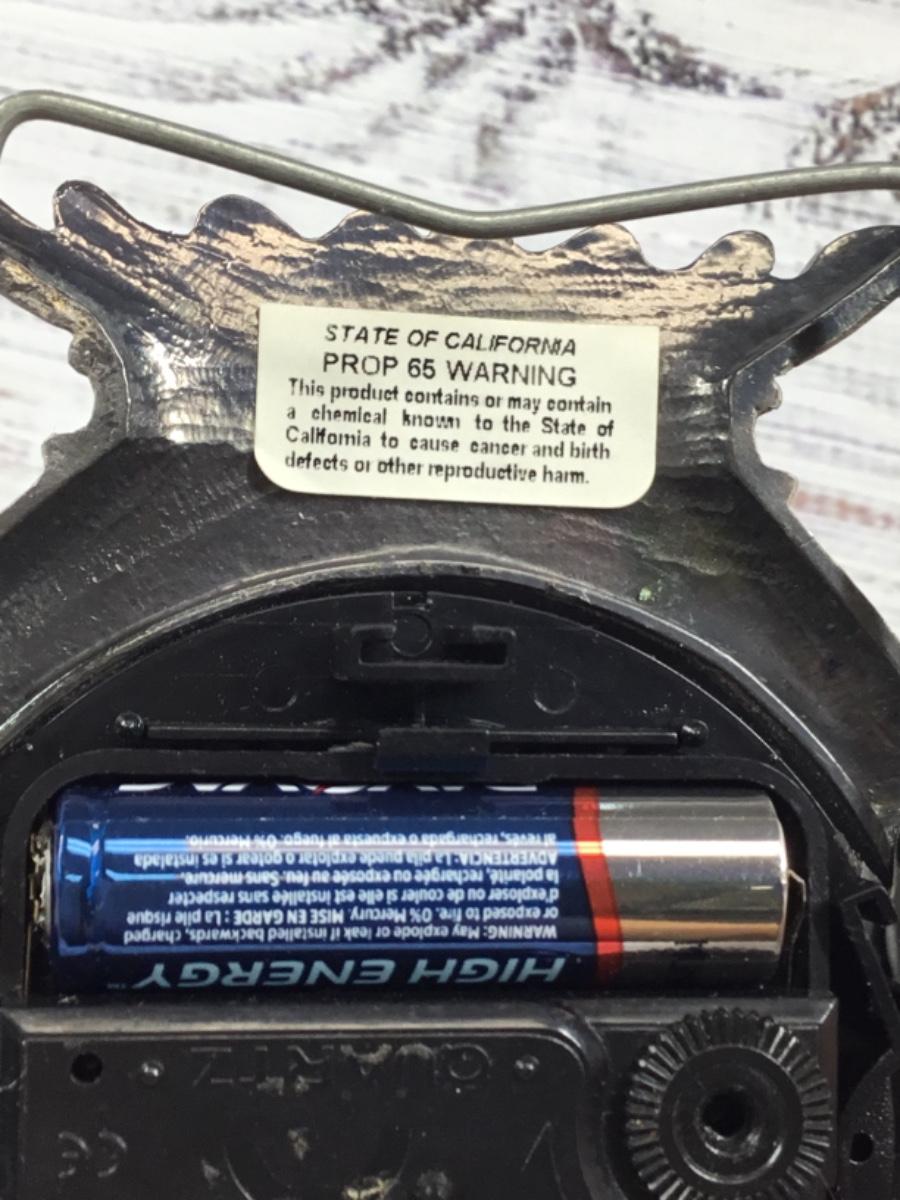 STATE OF CALIFORNIA
PROP 65 WARNING
This product contains or may contain
a chemical known to the State of
California to cause cancer and birth
defects or other reproductive harm.
HIGH ENERGY™
WARNING: May explode or leak if installed backwards, charged
or exposed to fire. 0% Mercury. MISE EN GARDE : La pile risque
d'exploser ou de couler si elle est installée sans respecter
la polarité, rechargée ou exposée au feu. Sans mercure.
ADVERTENCIA : La pila puede explotar o gotear si es instalada
al revés, rechargada o expuesta al fuego. 0% Mercurio.
QUARTZ
CE